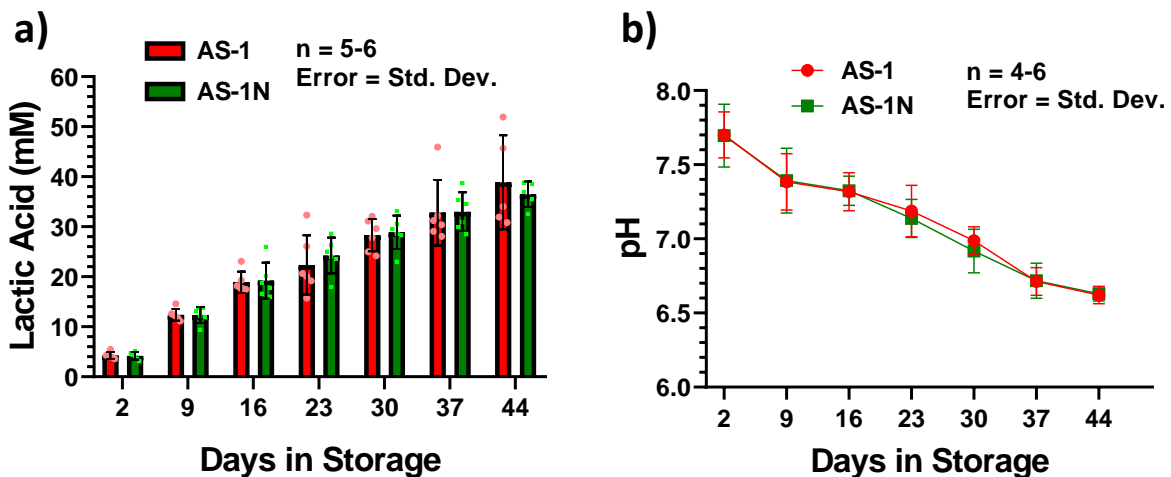 a)
AS-1
AS-1N
n = 5-6
Error = Std. Dev.
Lactic Acid (mM)
60
50
40
30
20
10
0
2 9 16 23 30 37 44
Days in Storage
b)
AS-1
AS-1N
n = 4-6
Error = Std. Dev.
pH
8.0
7.5
7.0
6.5
6.0
2 9 16 23 30 37 44
Days in Storage